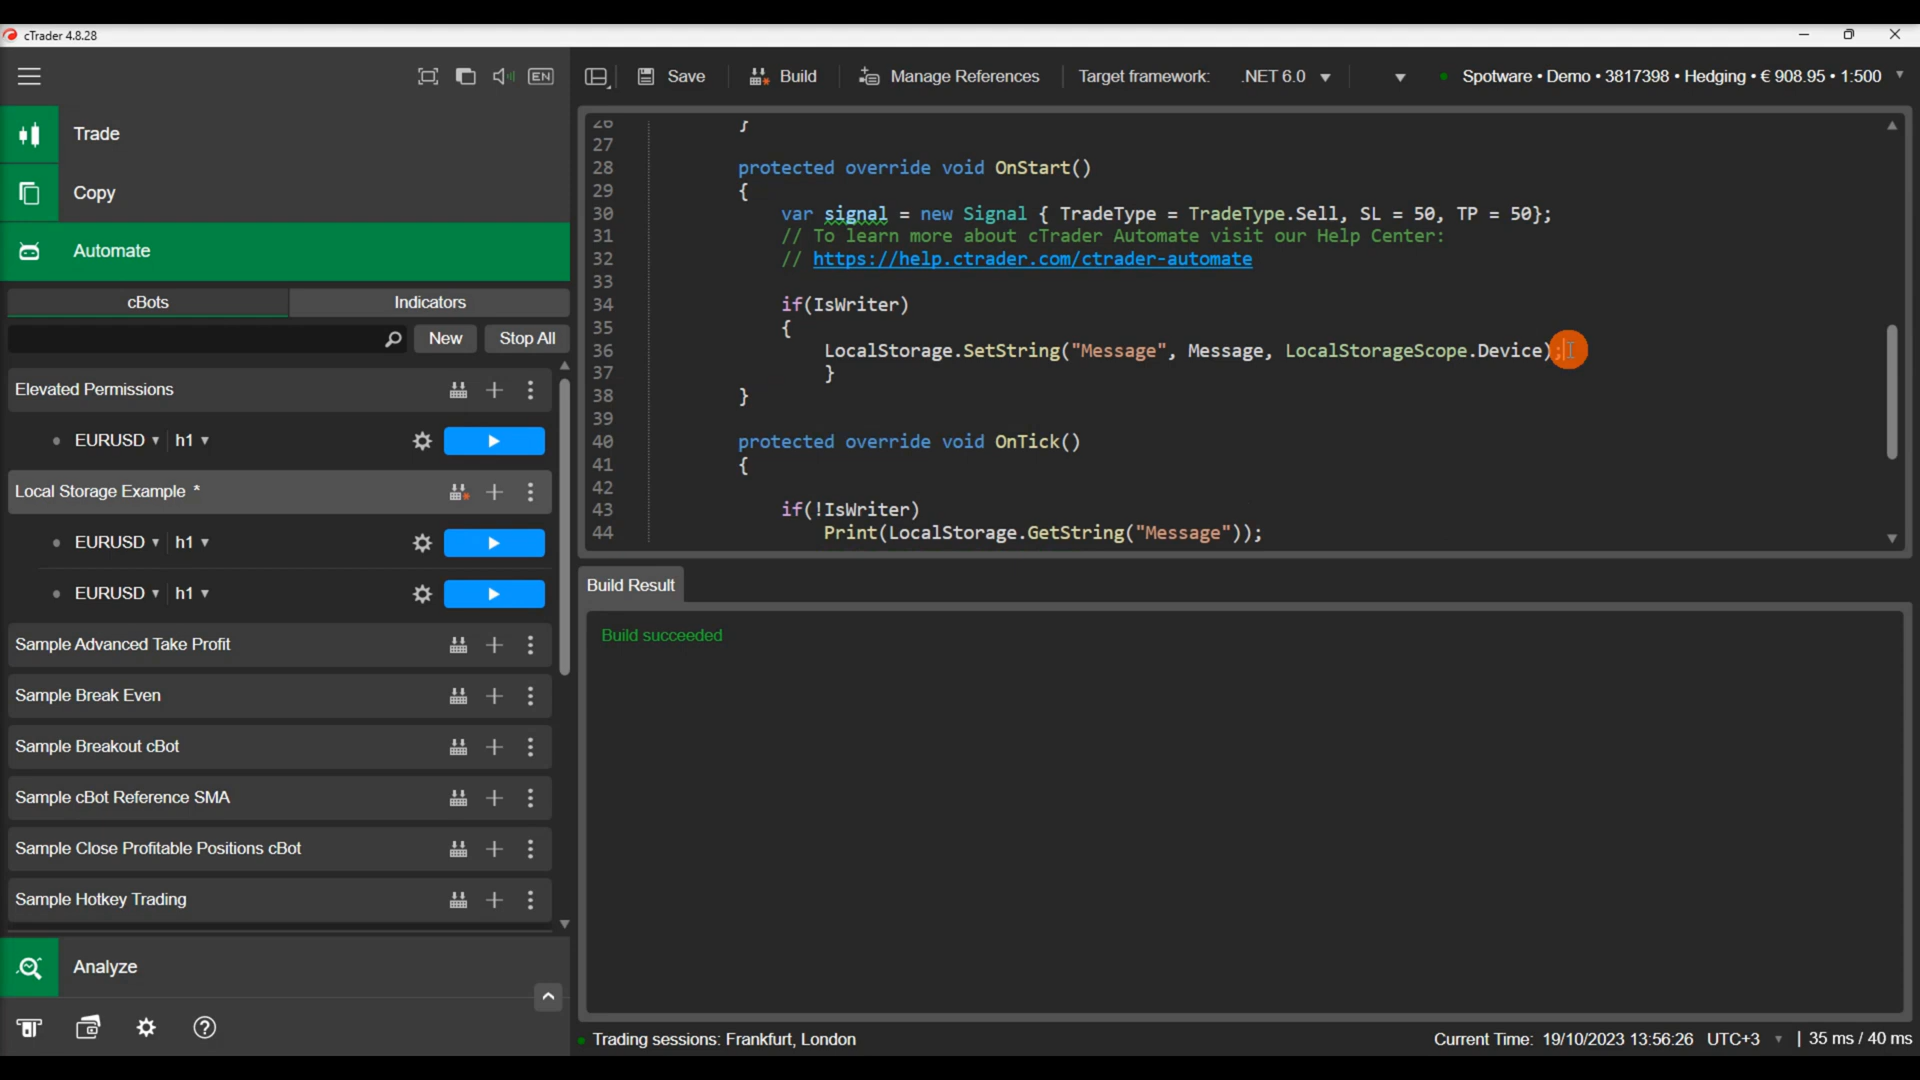 cTrader 4.8.28
EN
Save
Build
Manage References
Target framework:
.NET 6.0
Spotware • Demo • 3817398 • Hedging • € 908.95 • 1:500
Trade
Copy
Automate
cBots
Indicators
New
Stop All
Elevated Permissions
EURUSD h1
Local Storage Example *
EURUSD h1
EURUSD h1
Sample Advanced Take Profit
Sample Break Even
Sample Breakout cBot
Sample cBot Reference SMA
Sample Close Profitable Positions cBot
Sample Hotkey Trading
Analyze
26 }
27
28 protected override void OnStart()
29 {
30 var signal = new Signal { TradeType = TradeType.Sell, SL = 50, TP = 50};
31 // To learn more about cTrader Automate visit our Help Center:
32 // https://help.ctrader.com/ctrader-automate
33
34 if(IsWriter)
35 {
36 LocalStorage.SetString("Message", Message, LocalStorageScope.Device);
37 }
38 }
39
40 protected override void OnTick()
41 {
42
43 if(!IsWriter)
44 Print(LocalStorage.GetString("Message"));
Build Result
Build succeeded
Trading sessions: Frankfurt, London
Current Time: 19/10/2023 13:56:26 UTC+3 | 35 ms / 40 ms